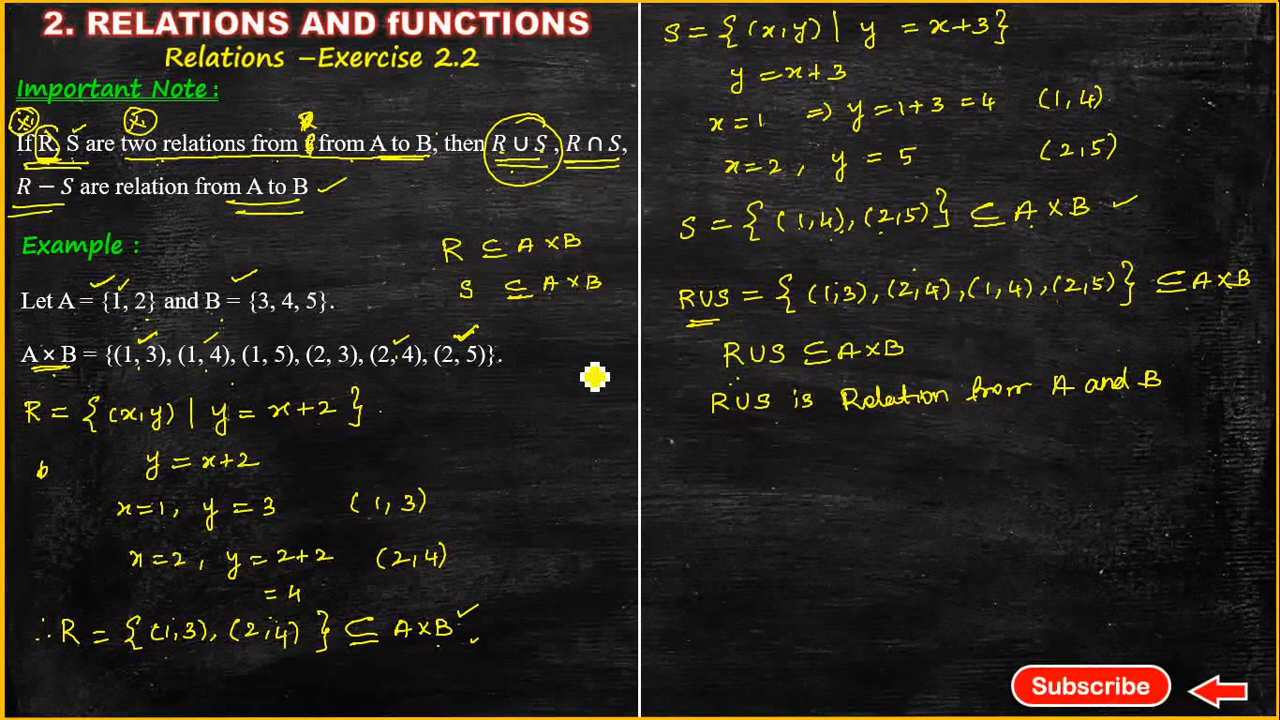 2. RELATIONS AND fUNCTIONS
Relations –Exercise 2.2
Important Note :
If R, S are two relations from from A to B, then R ∪ S , R ∩ S,
R − S are relation from A to B ✓
Example :
R ⊆ A×B
S ⊆ A×B
Let A = {1, 2} and B = {3, 4, 5}.
A × B = {(1, 3), (1, 4), (1, 5), (2, 3), (2, 4), (2, 5)}.
R = { (x,y) | y = x+2 }
y = x+2
x=1, y = 3 (1, 3)
x=2, y = 2+2 (2,4)
= 4
∴ R = { (1,3), (2,4) } ⊆ A×B ✓
S = { (x,y) | y = x+3 }
y = x+3
x=1 ⇒ y = 1+3 = 4 (1,4)
x=2, y = 5 (2,5)
S = { (1,4), (2,5) } ⊆ A×B ✓
RUS = { (1,3), (2,4), (1,4), (2,5) } ⊆ A×B
RUS ⊆ A×B
RUS is Relation from A and B
Subscribe